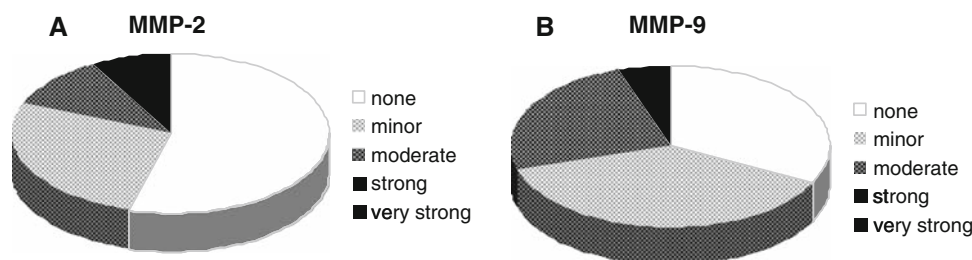 A MMP-2
none
minor
moderate
strong
very strong
B MMP-9
none
minor
moderate
strong
very strong